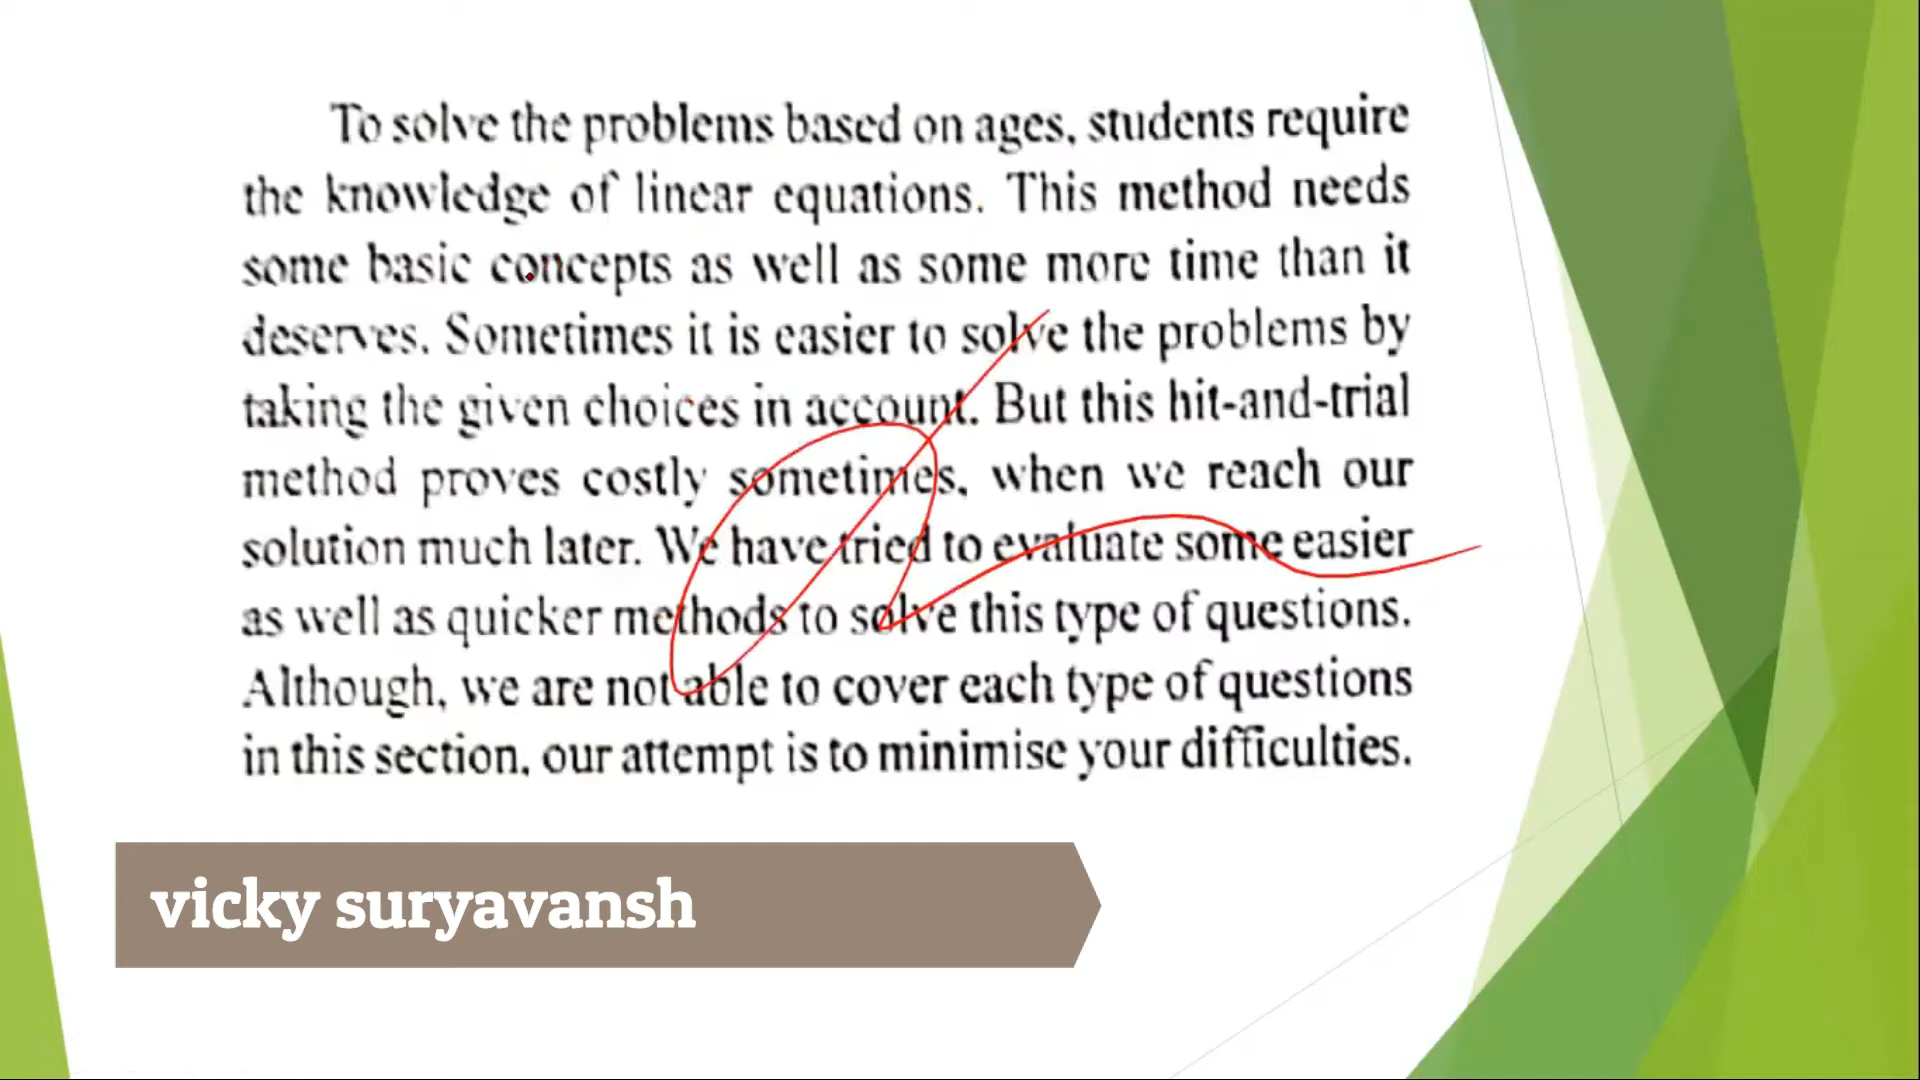 To solve the problems based on ages, students require
the knowledge of linear equations. This method needs
some basic concepts as well as some more time than it
deserves. Sometimes it is easier to solve the problems by
taking the given choices in account. But this hit-and-trial
method proves costly sometimes, when we reach our
solution much later. We have tried to evaluate some easier
as well as quicker methods to solve this type of questions.
Although, we are not able to cover each type of questions
in this section, our attempt is to minimise your difficulties.
vicky suryavansh